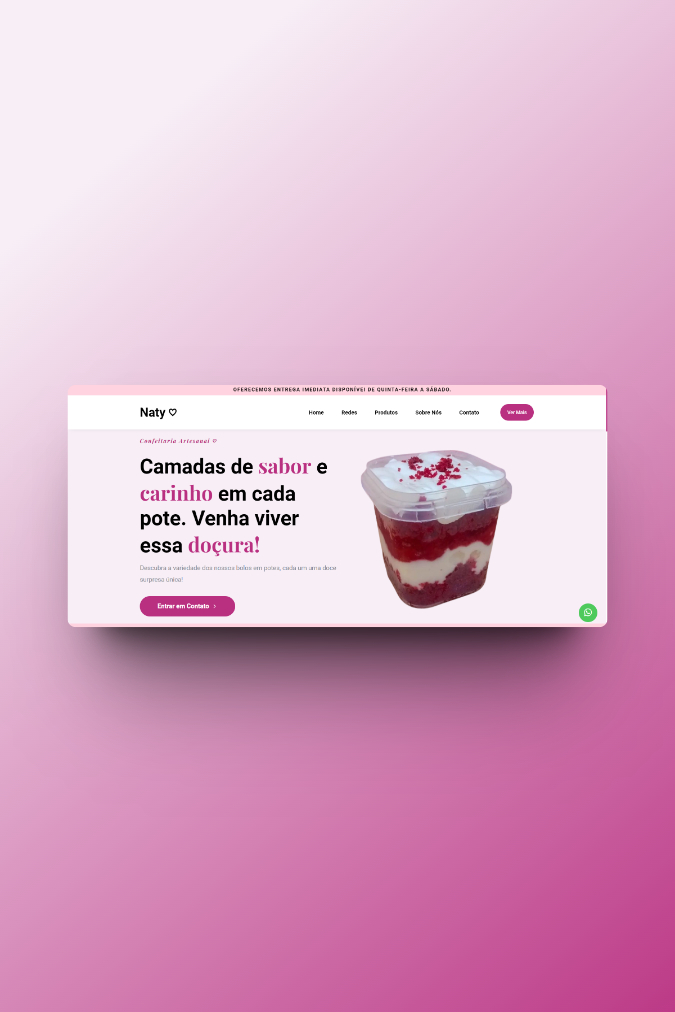 OFERECEMOS ENTREGA IMEDIATA DISPONÍVEL DE QUINTA-FEIRA A SÁBADO.
Naty
Home Redes Produtos Sobre Nós Contato Ver Mais
Confeitaria Artesanal
Camadas de sabor e
carinho em cada
pote. Venha viver
essa doçura!
Descubra a variedade dos nossos bolos em potes, cada um uma doce
surpresa única!
Entrar em Contato